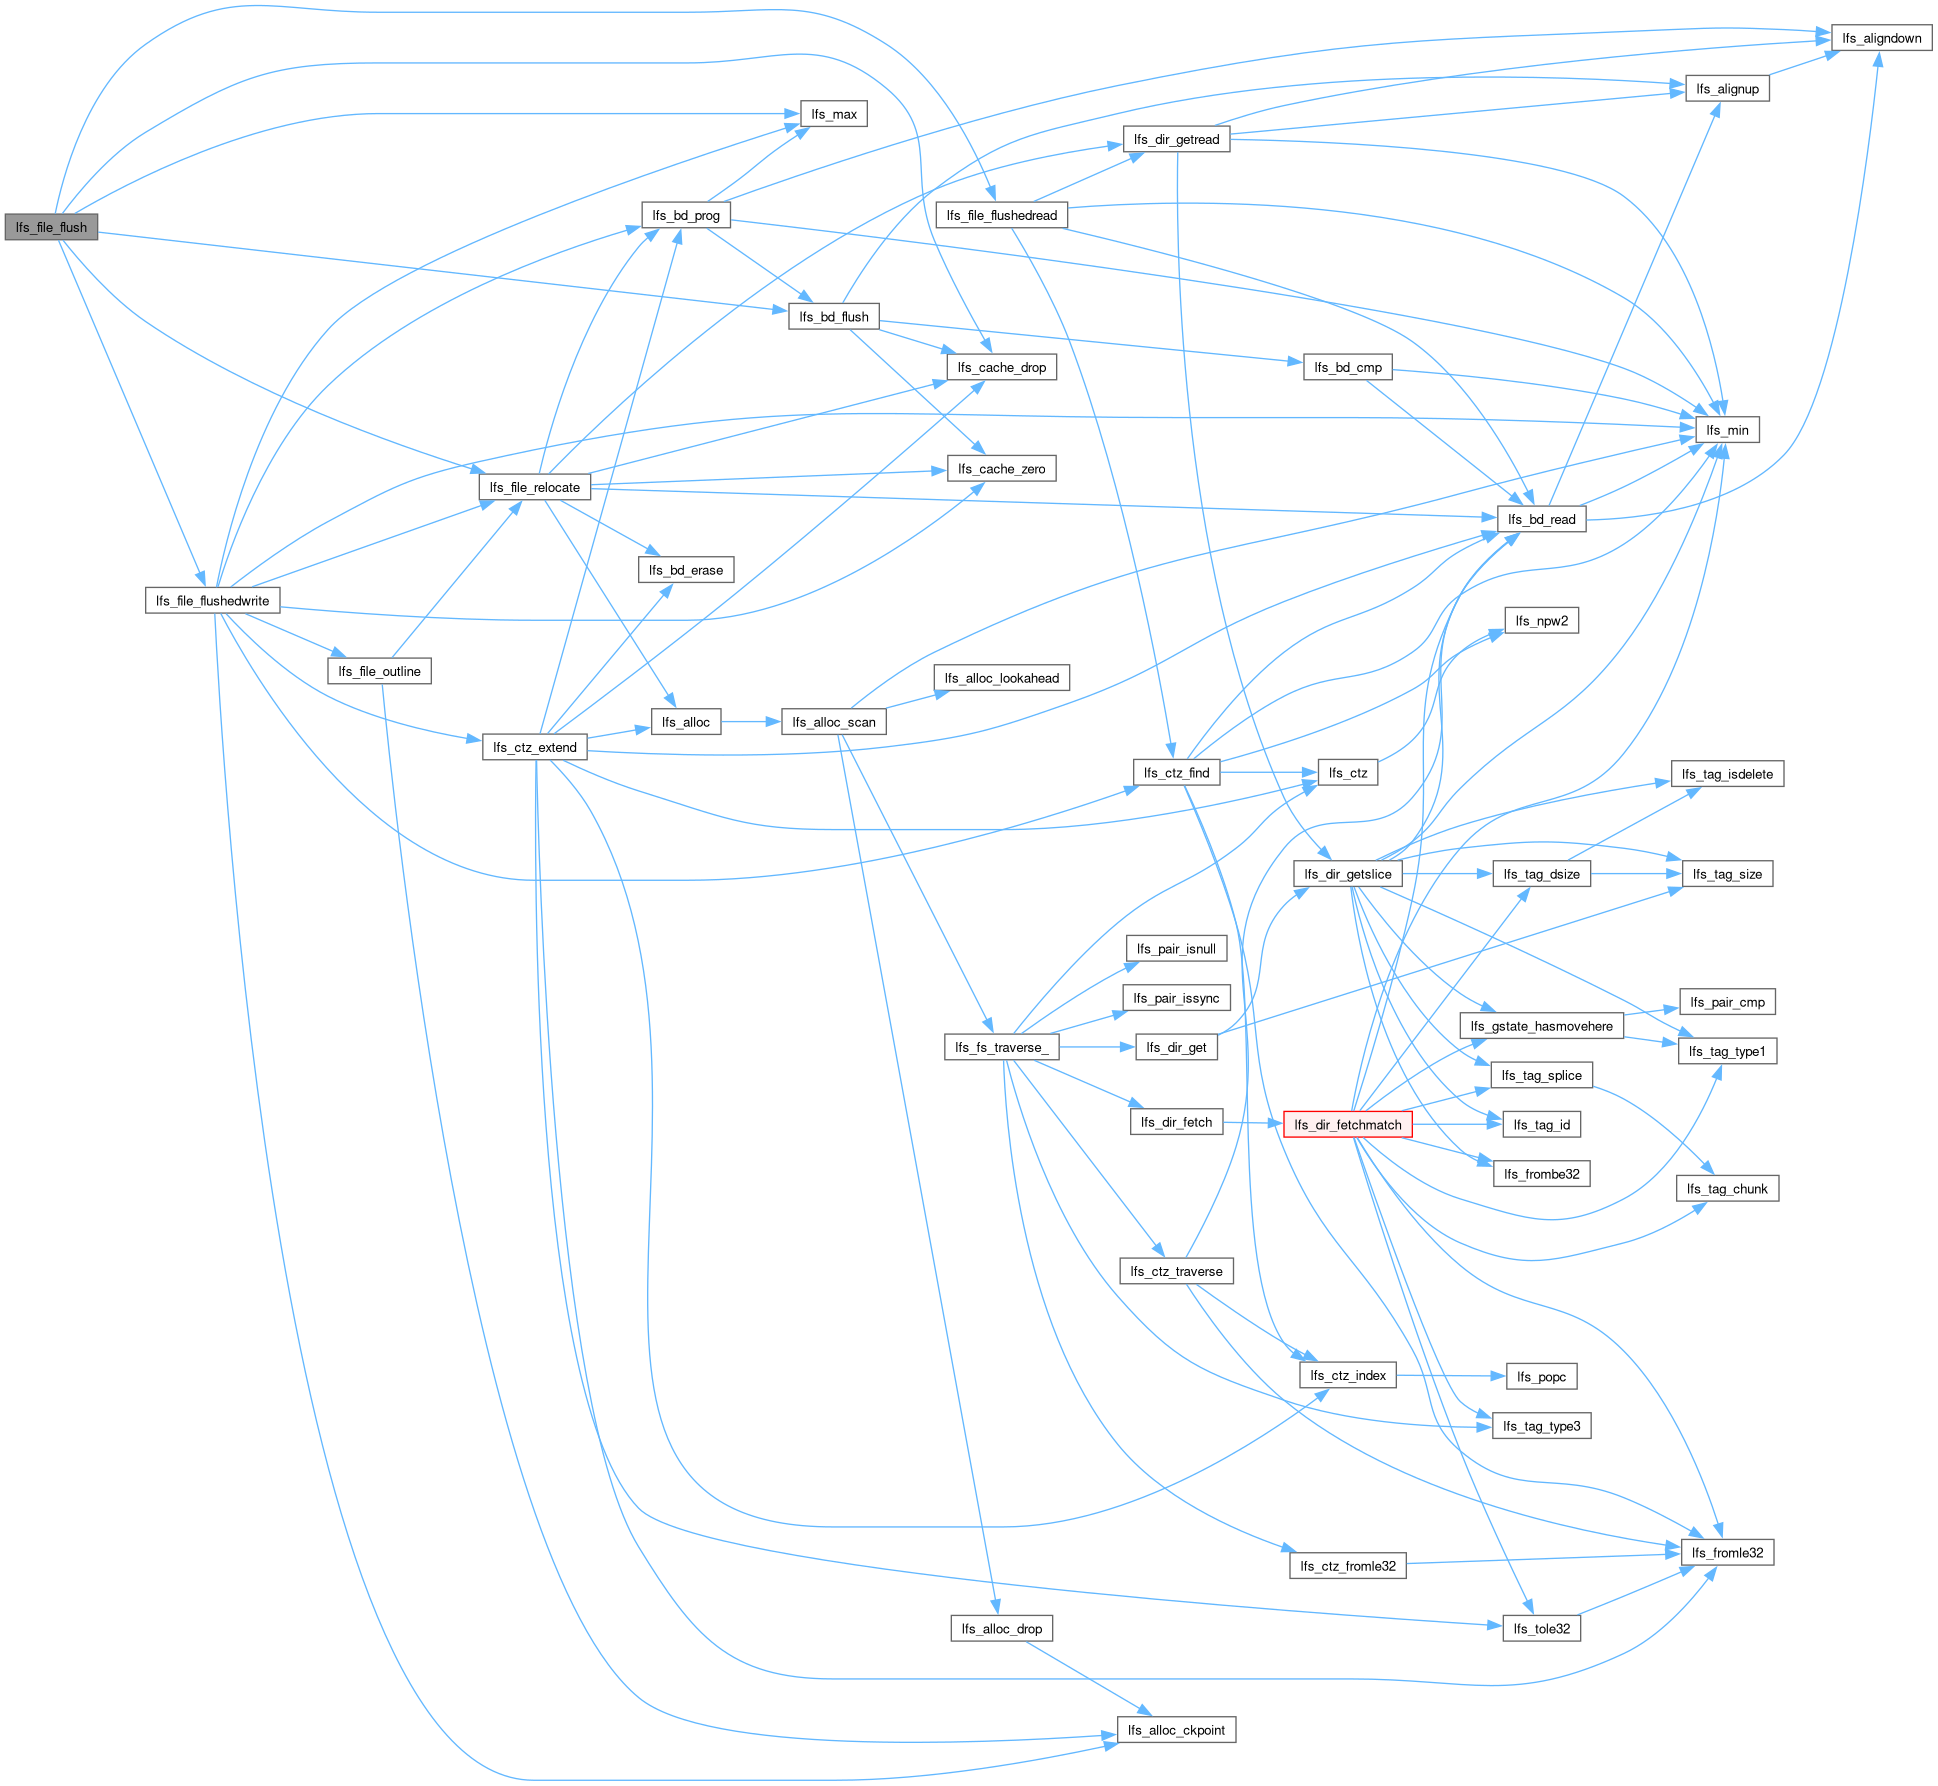 lfs_aligndown
lfs_alignup
lfs_max
lfs_dir_getread
lfs_bd_prog
lfs_file_flushedread
lfs_file_flush
lfs_bd_flush
lfs_cache_drop
lfs_bd_cmp
lfs_min
lfs_cache_zero
lfs_file_relocate
lfs_bd_read
lfs_bd_erase
lfs_file_flushedwrite
lfs_npw2
lfs_file_outline
lfs_alloc_lookahead
lfs_alloc
lfs_alloc_scan
lfs_ctz_extend
lfs_ctz_find
lfs_ctz
lfs_tag_isdelete
lfs_dir_getslice
lfs_tag_dsize
lfs_tag_size
lfs_pair_isnull
lfs_pair_issync
lfs_pair_cmp
lfs_gstate_hasmovehere
lfs_fs_traverse_
lfs_dir_get
lfs_tag_type1
lfs_tag_splice
lfs_dir_fetch
lfs_dir_fetchmatch
lfs_tag_id
lfs_frombe32
lfs_tag_chunk
lfs_ctz_traverse
lfs_ctz_index
lfs_popc
lfs_tag_type3
lfs_fromle32
lfs_ctz_fromle32
lfs_alloc_drop
lfs_tole32
lfs_alloc_ckpoint